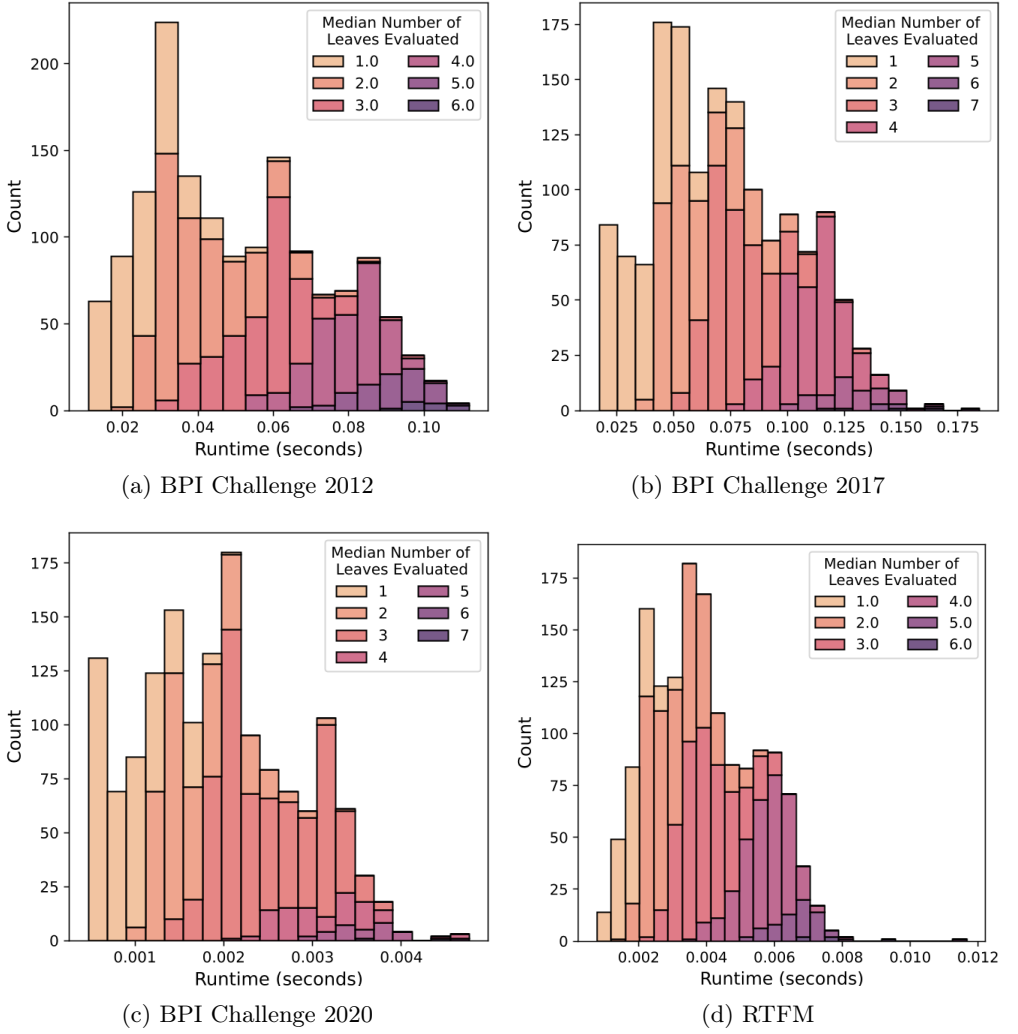 Median Number of
Leaves Evaluated
1.0 4.0
2.0 5.0
3.0 6.0
200
150
100
50
0
Count
0.02 0.04 0.06 0.08 0.10
Runtime (seconds)
(a) BPI Challenge 2012
Median Number of
Leaves Evaluated
1 5
2 6
3 7
4
175
150
125
100
75
50
25
0
Count
0.025 0.050 0.075 0.100 0.125 0.150 0.175
Runtime (seconds)
(b) BPI Challenge 2017
Median Number of
Leaves Evaluated
1 5
2 6
3 7
4
175
150
125
100
75
50
25
0
Count
0.001 0.002 0.003 0.004
Runtime (seconds)
(c) BPI Challenge 2020
Median Number of
Leaves Evaluated
1.0 4.0
2.0 5.0
3.0 6.0
175
150
125
100
75
50
25
0
Count
0.002 0.004 0.006 0.008 0.010 0.012
Runtime (seconds)
(d) RTFM